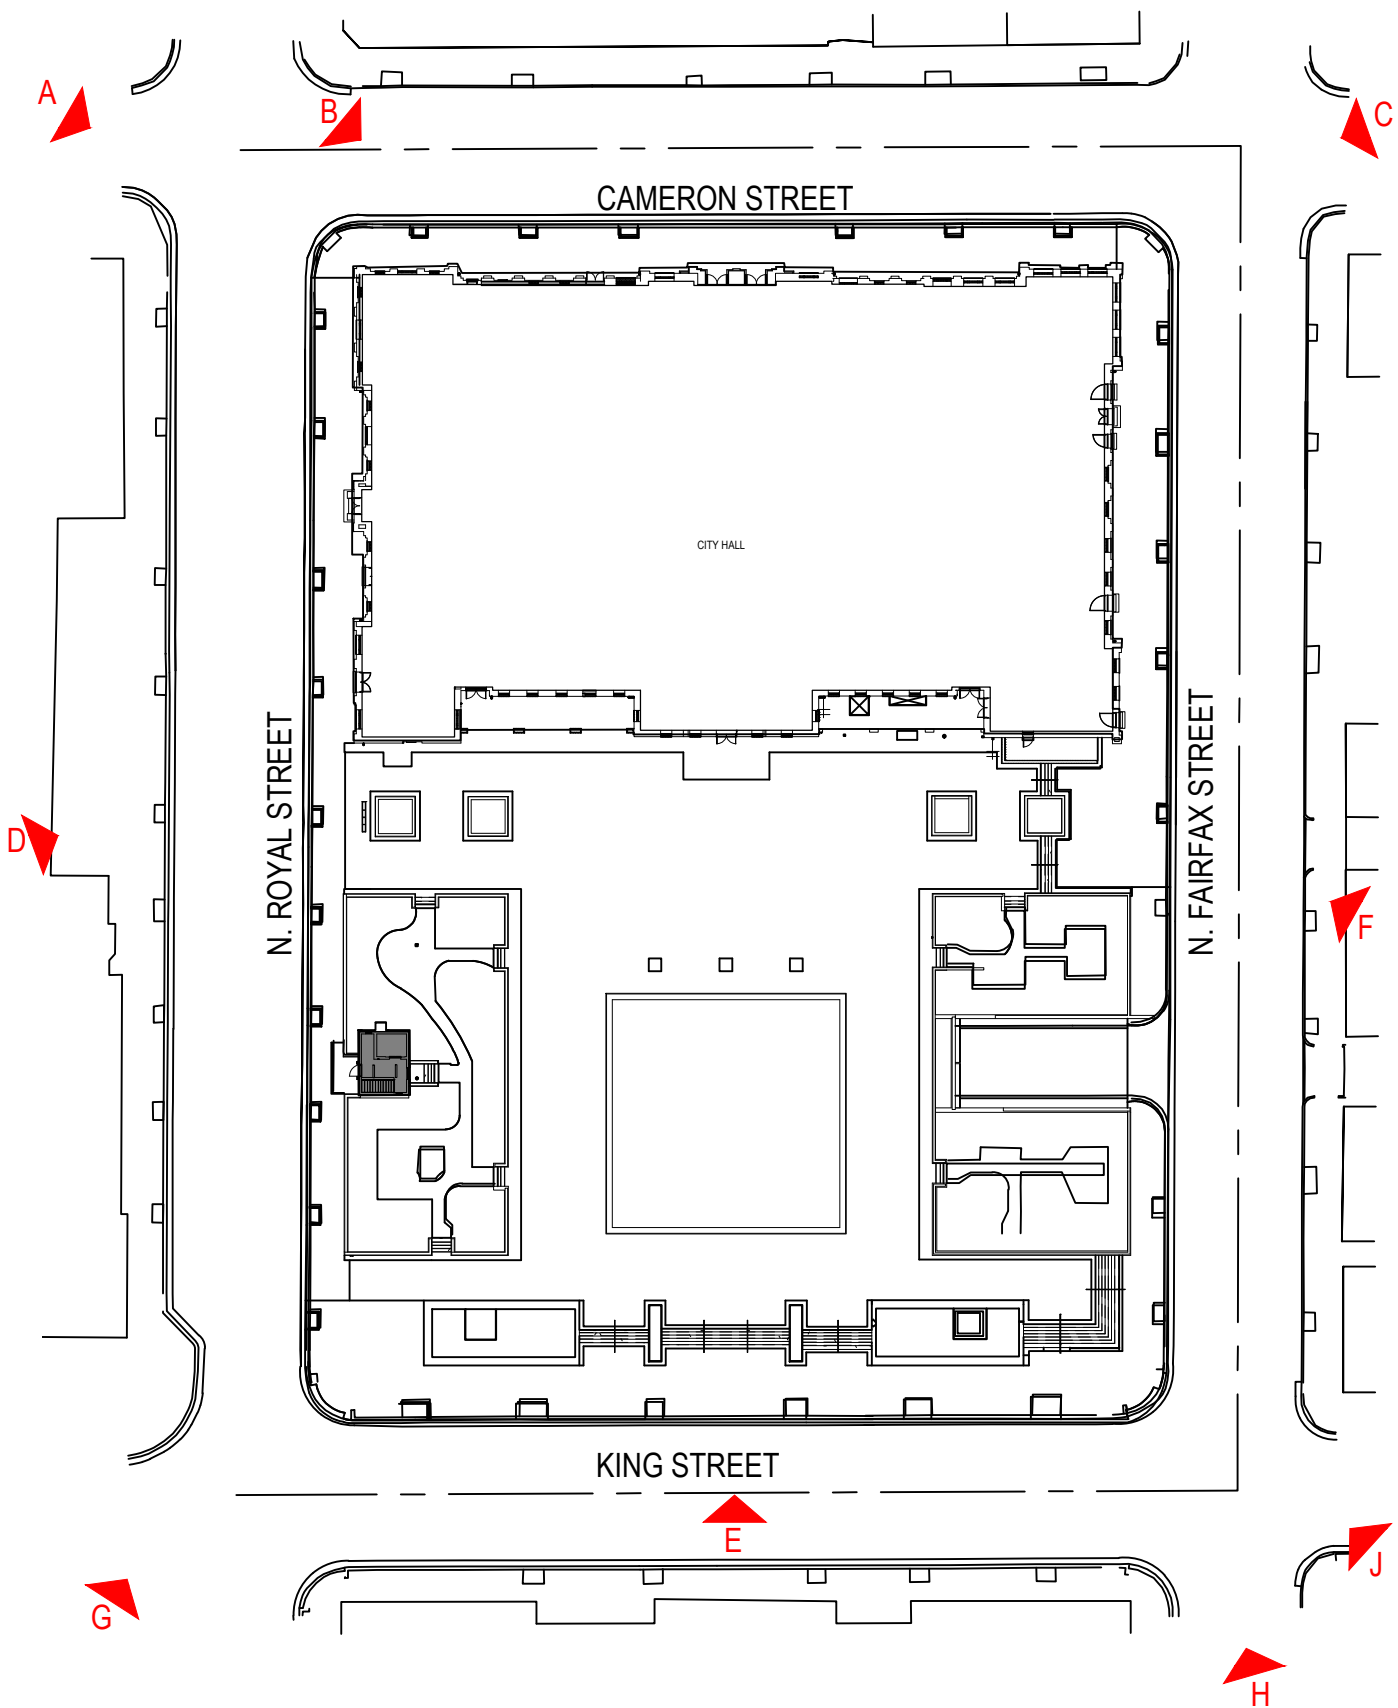 A
B
C
CAMERON STREET
CITY HALL
N. ROYAL STREET
N. FAIRFAX STREET
D
F
KING STREET
E
G
J
H